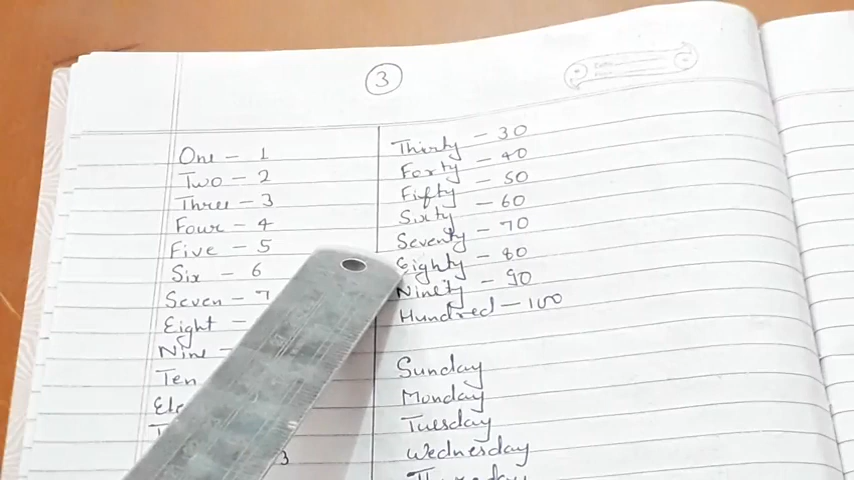 3
One - 1
Two - 2
Three - 3
Four - 4
Five - 5
Six - 6
Seven - 7
Eight -
Nine -
Ten
3
Thirty - 30
Forty - 40
Fifty - 50
Sixty - 60
Seventy - 70
Eighty - 80
Ninety - 90
Hundred - 100
Sunday
Monday
Tuesday
Wednesday
Thursday